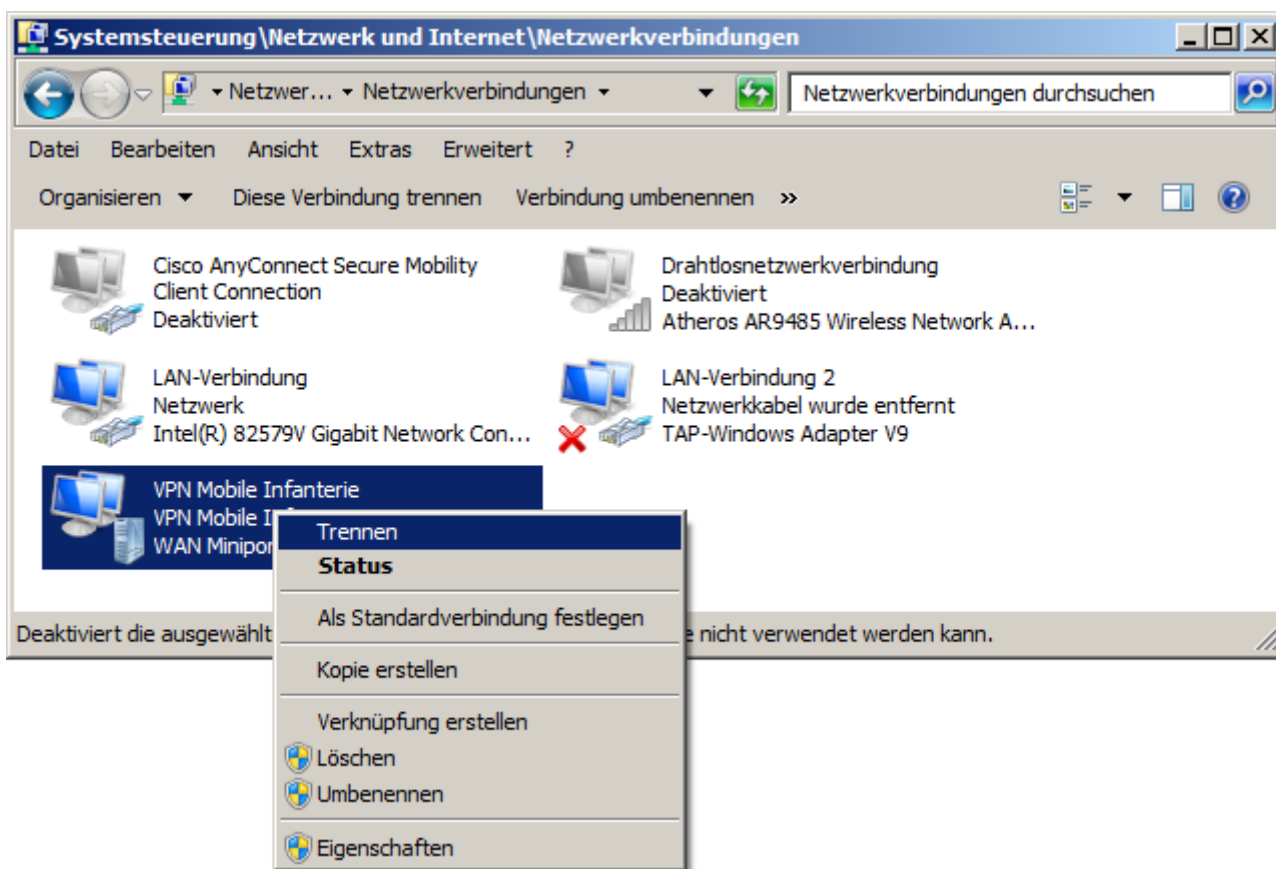 Systemsteuerung\Netzwerk und Internet\Netzwerkverbindungen
Netzwer... Netzwerkverbindungen Netzwerkverbindungen durchsuchen
Datei Bearbeiten Ansicht Extras Erweitert ?
Organisieren Diese Verbindung trennen Verbindung umbenennen »
Cisco AnyConnect Secure Mobility
Client Connection
Deaktiviert
Drahtlosnetzwerkverbindung
Deaktiviert
Atheros AR9485 Wireless Network A...
LAN-Verbindung
Netzwerk
Intel(R) 82579V Gigabit Network Con...
LAN-Verbindung 2
Netzwerkkabel wurde entfernt
TAP-Windows Adapter V9
VPN Mobile Infanterie
VPN Mobile
WAN Minipor
Trennen
Status
Als Standardverbindung festlegen
Kopie erstellen
Verknüpfung erstellen
Löschen
Umbenennen
Eigenschaften
Deaktiviert die ausgewählt nicht verwendet werden kann.